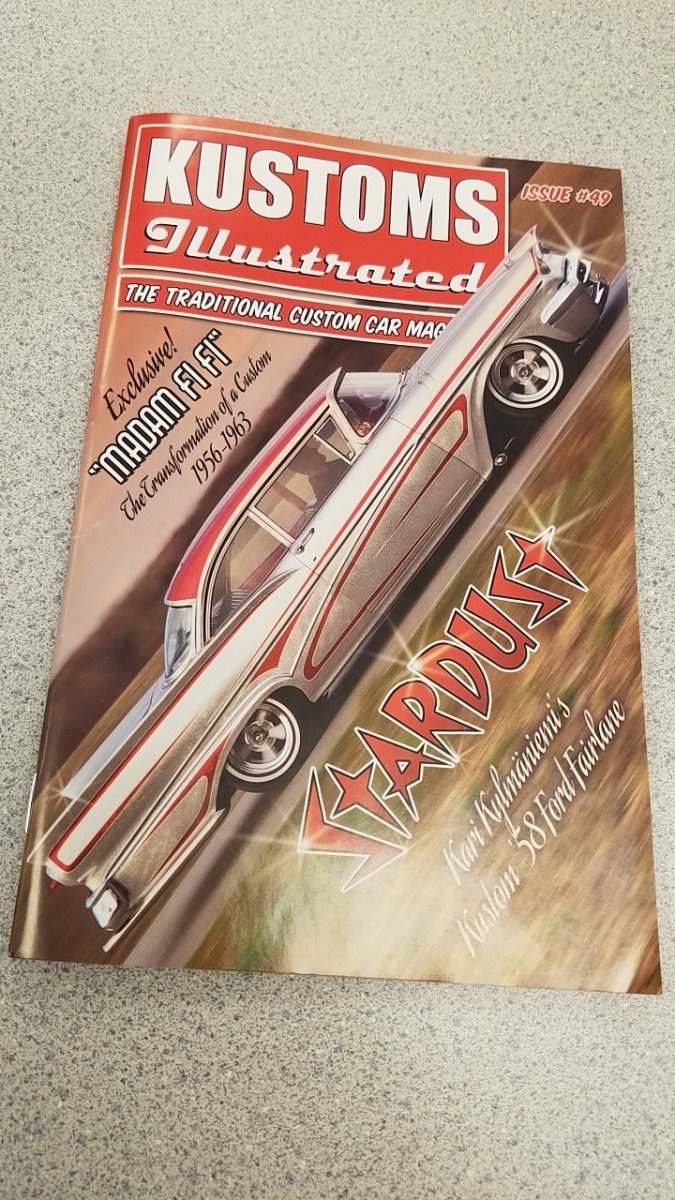 KUSTOMS
Illustrated
ISSUE #49
THE TRADITIONAL CUSTOM CAR MAG
Exclusive!
"MADAM FI FI"
The Transformation of a Custom
1956-1963
STARDUST
Kari Kylmäniemi's
Kustom '58 Ford Fairlane